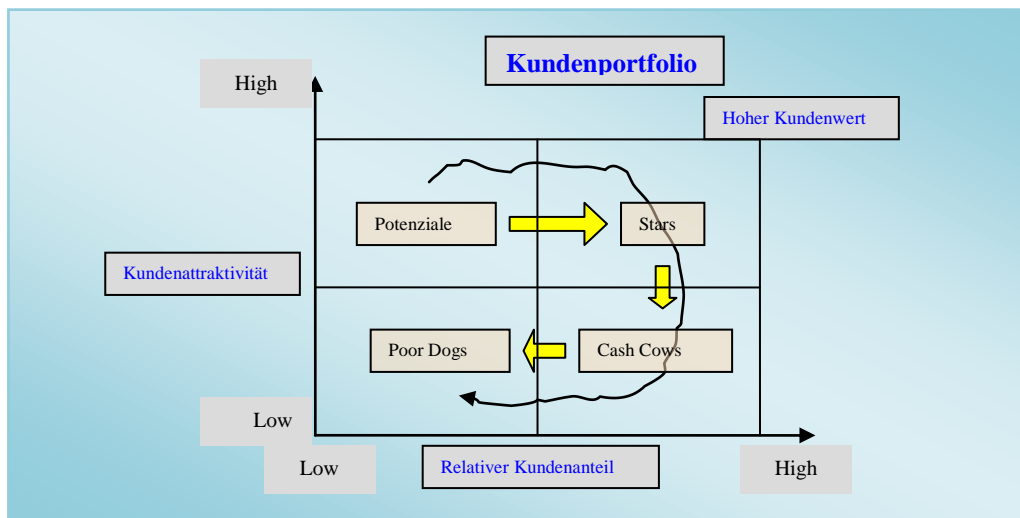 Kundenportfolio
High
Hoher Kundenwert
Potenziale
Stars
Kundenattraktivität
Poor Dogs
Cash Cows
Low
Low
Relativer Kundenanteil
High